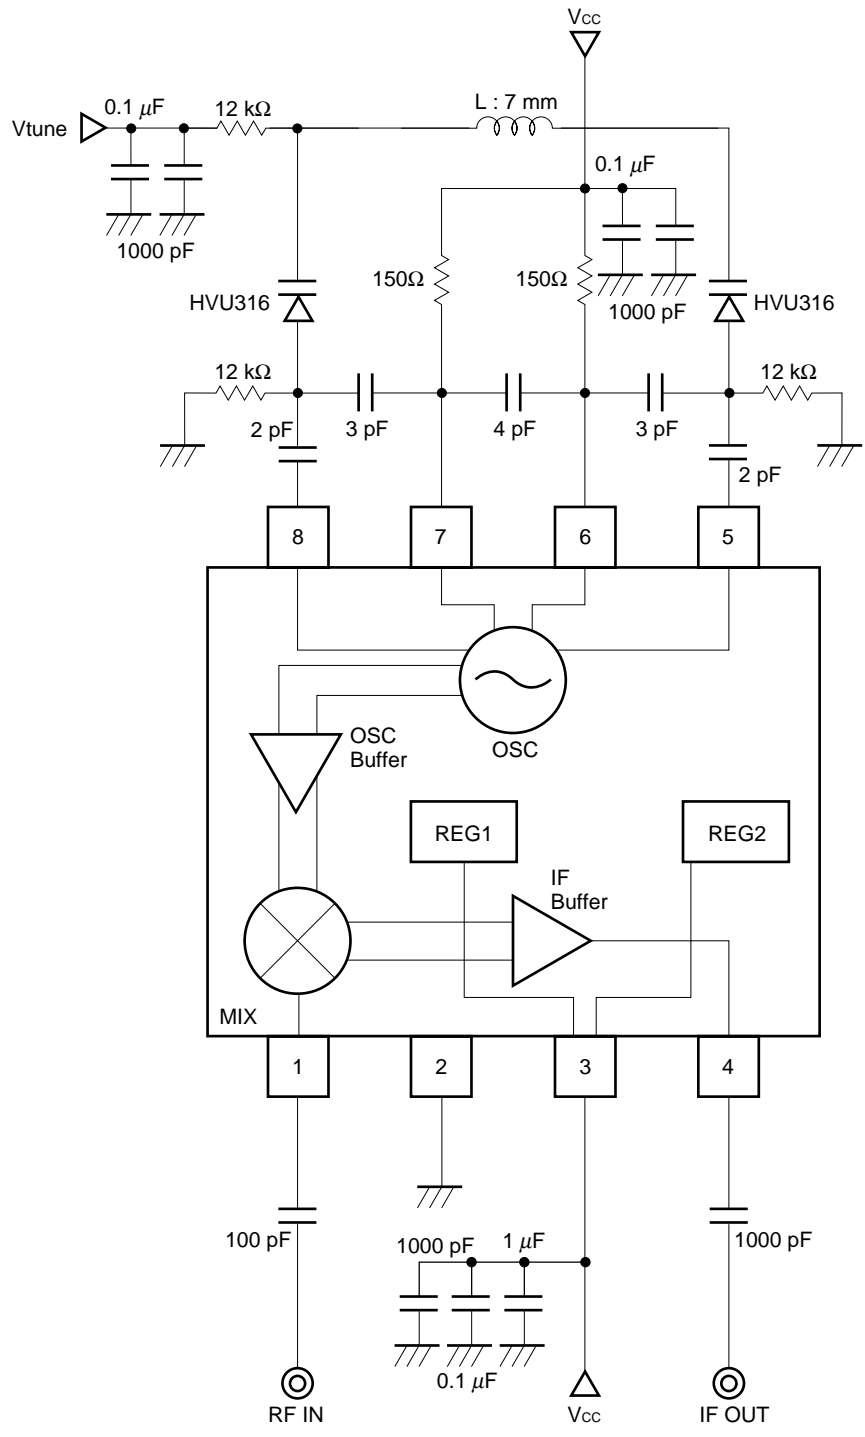 Vcc
L : 7 mm
0.1 μF
12 kΩ
Vtune
0.1 μF
1000 pF
150Ω
150Ω
HVU316
1000 pF
HVU316
12 kΩ
12 kΩ
2 pF
3 pF
4 pF
3 pF
2 pF
8
7
6
5
OSC
Buffer
OSC
REG1
REG2
IF
Buffer
MIX
1
2
3
4
100 pF
1000 pF
1 μF
1000 pF
0.1 μF
RF IN
Vcc
IF OUT